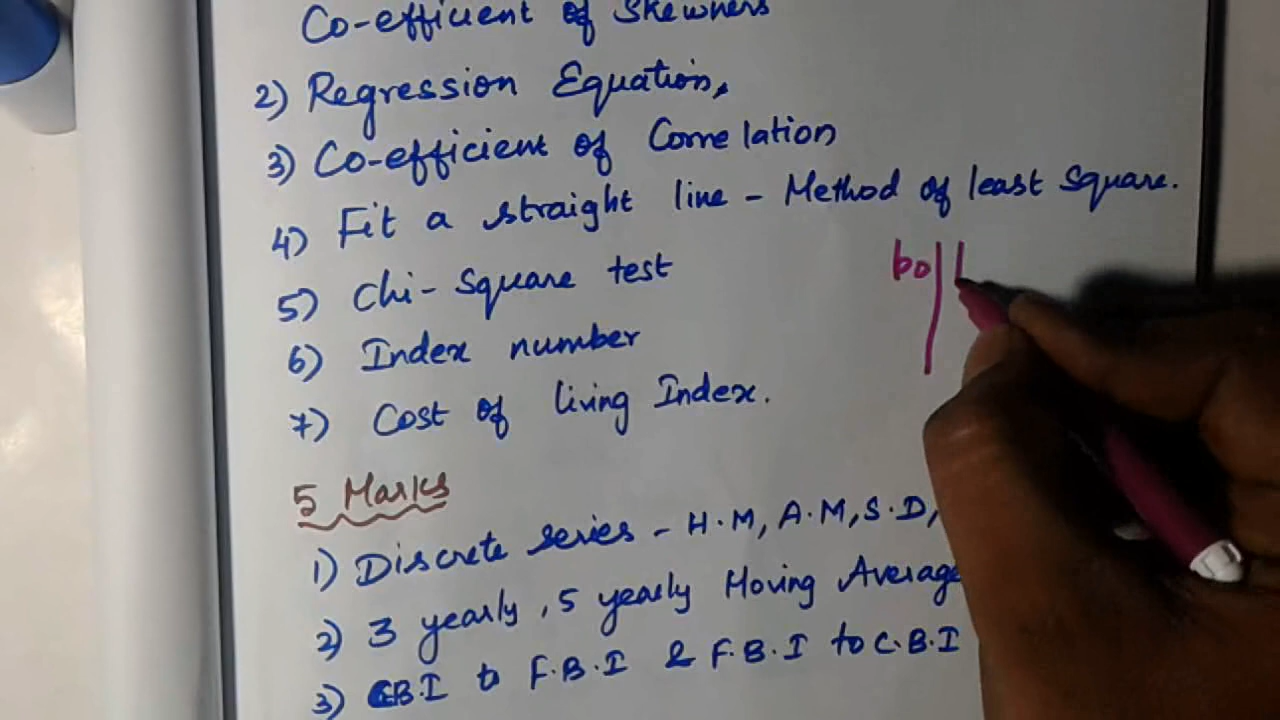 Co-efficient of Skewness
2) Regression Equation,
3) Co-efficient of Correlation
4) Fit a straight line - Method of least Square.
5) Chi-Square test
6) Index number
7) Cost of living Index.
5 Marks
1) Discrete series - H.M, A.M, S.D,
2) 3 yearly, 5 yearly Moving Average
3) CBI to F.B.I & F.B.I to C.B.I